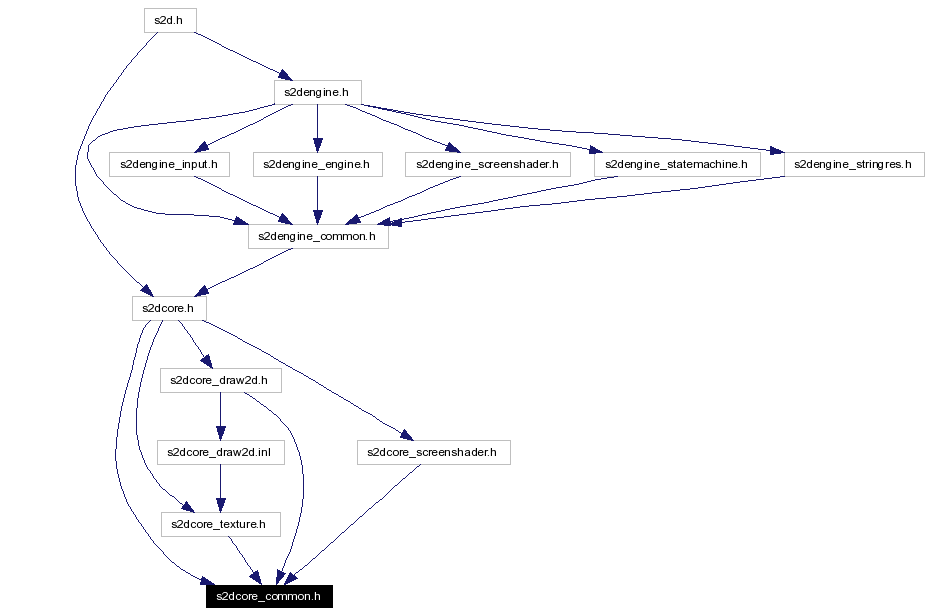 s2d.h
s2dengine.h
s2dengine_input.h
s2dengine_engine.h
s2dengine_screenshader.h
s2dengine_statemachine.h
s2dengine_stringres.h
s2dengine_common.h
s2dcore.h
s2dcore_draw2d.h
s2dcore_draw2d.inl
s2dcore_screenshader.h
s2dcore_texture.h
s2dcore_common.h